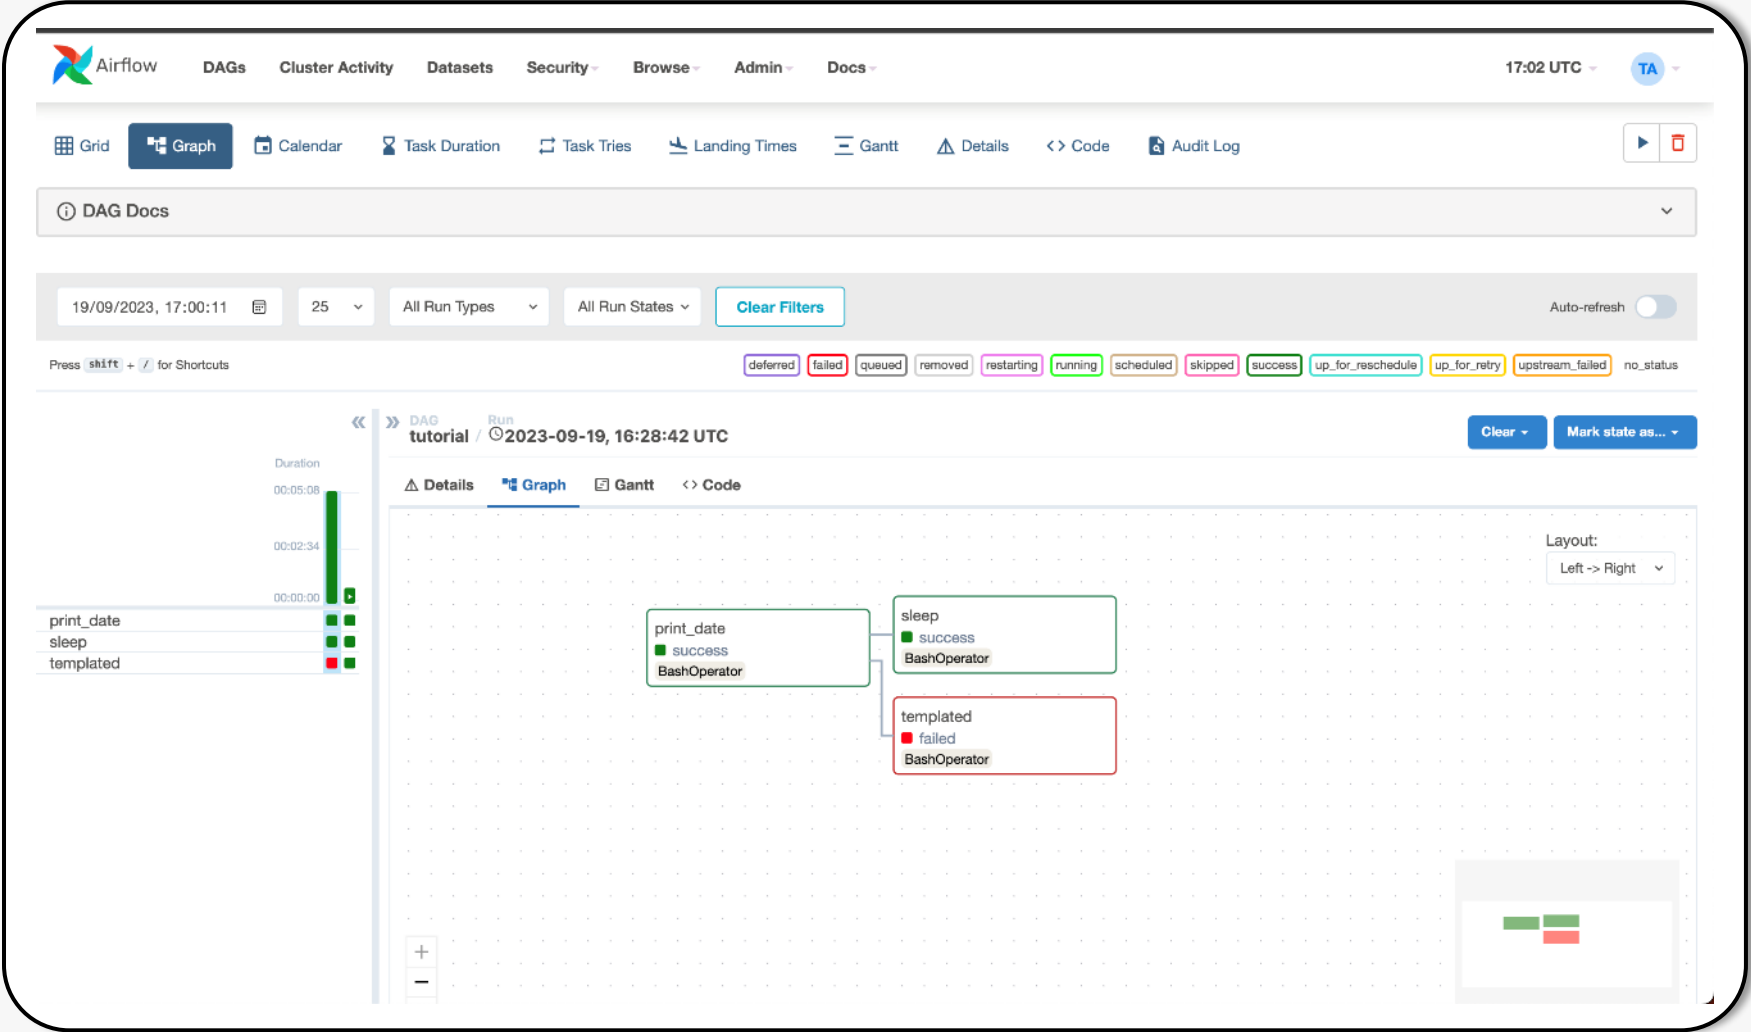 Airflow DAGs Cluster Activity Datasets Security Browse Admin Docs 17:02 UTC TA
Grid Graph Calendar Task Duration Task Tries Landing Times Gantt Details <> Code Audit Log
DAG Docs
19/09/2023, 17:00:11 25 All Run Types All Run States Clear Filters Auto-refresh
Press shift + / for Shortcuts deferred failed queued removed restarting running scheduled skipped success up_for_reschedule up_for_retry upstream_failed no_status
« » DAG Run
tutorial / 2023-09-19, 16:28:42 UTC Clear Mark state as...
Duration
00:05:08
00:02:34
00:00:00
print_date
sleep
templated
Details Graph Gantt <> Code
Layout:
Left -> Right
print_date
success
BashOperator
sleep
success
BashOperator
templated
failed
BashOperator
+
−